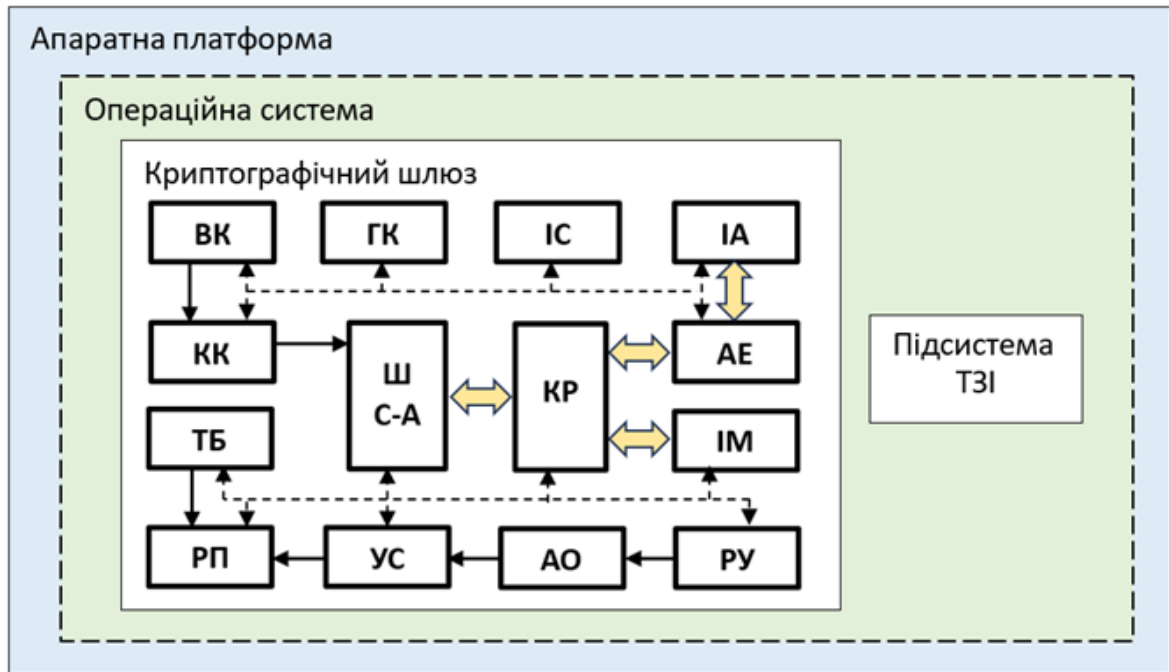 Апаратна платформа
Операційна система
Криптографічний шлюз
ВК
ГК
ІС
ІА
КК
Ш
С-А
КР
АЕ
Підсистема
ТЗІ
ТБ
ІМ
РП
УС
АО
РУ